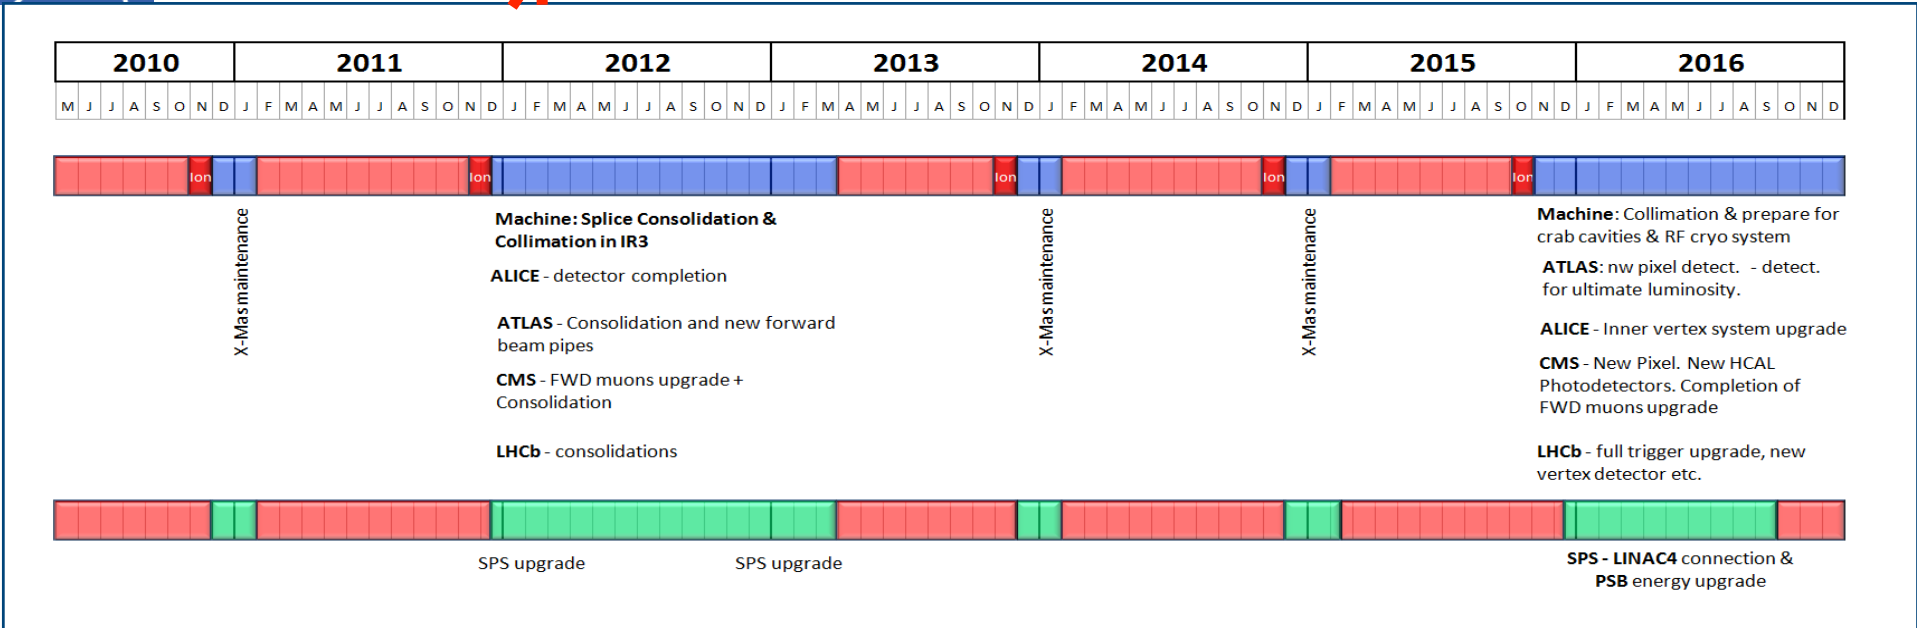 2010 2011 2012 2013 2014 2015 2016
M J J A S O N D J F M A M J J A S O N D J F M A M J J A S O N D J F M A M J J A S O N D J F M A M J J A S O N D J F M A M J J A S O N D J F M A M J J A S O N D
Ion Ion Ion Ion Ion
X-Mas maintenance
Machine: Splice Consolidation &
Collimation in IR3
ALICE - detector completion
ATLAS - Consolidation and new forward
beam pipes
CMS - FWD muons upgrade +
Consolidation
LHCb - consolidations
X-Mas maintenance
X-Mas maintenance
Machine: Collimation & prepare for
crab cavities & RF cryo system
ATLAS: nw pixel detect. - detect.
for ultimate luminosity.
ALICE - Inner vertex system upgrade
CMS - New Pixel. New HCAL
Photodetectors. Completion of
FWD muons upgrade
LHCb - full trigger upgrade, new
vertex detector etc.
SPS upgrade
SPS upgrade
SPS - LINAC4 connection &
PSB energy upgrade